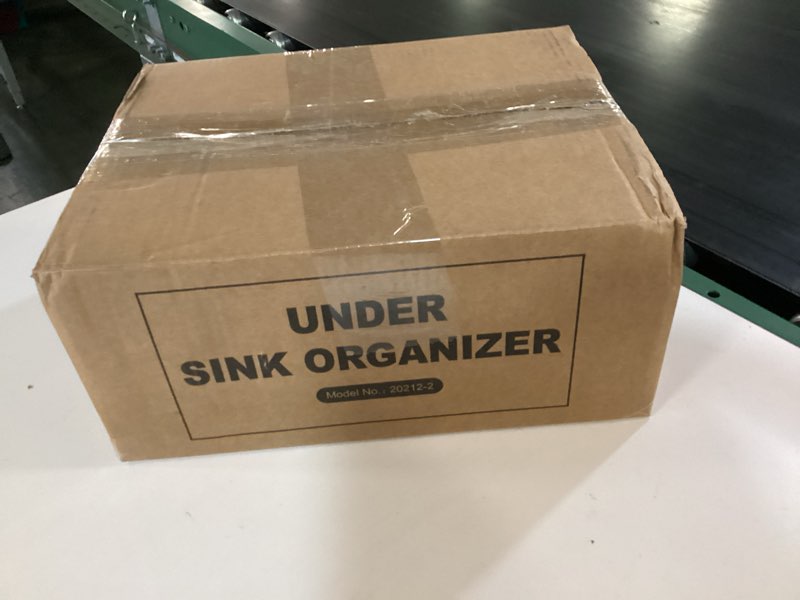 UNDER
SINK ORGANIZER
Model No.: 20212-2